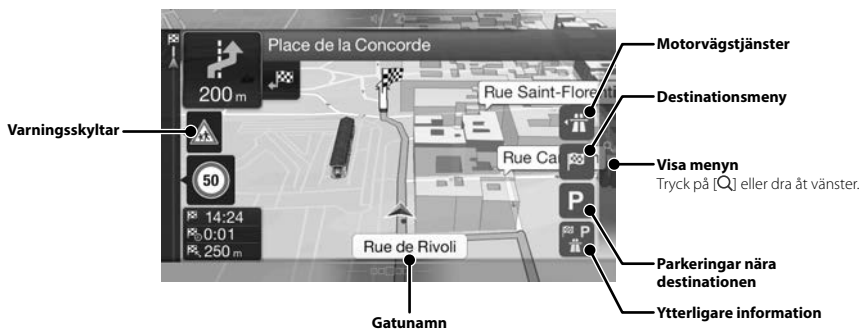 Place de la Concorde
200 m
Rue Saint-Florenti
Rue Ca
50
14:24
0:01
250 m
Rue de Rivoli
P
P
Varningsskyltar
Motorvägstjänster
Destinationsmeny
Visa menyn
Tryck på [Q] eller dra åt vänster.
Parkeringar nära
destinationen
Ytterligare information
Gatunamn